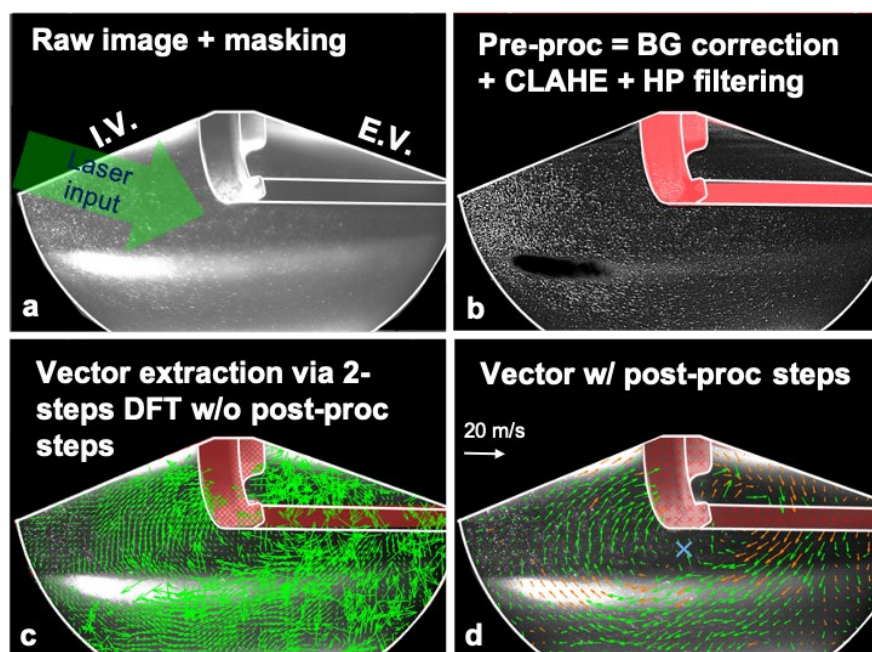 Raw image + masking
I.V.
E.V.
Laser
input
a
Pre-proc = BG correction
+ CLAHE + HP filtering
b
Vector extraction via 2-
steps DFT w/o post-proc
steps
c
Vector w/ post-proc steps
20 m/s
d